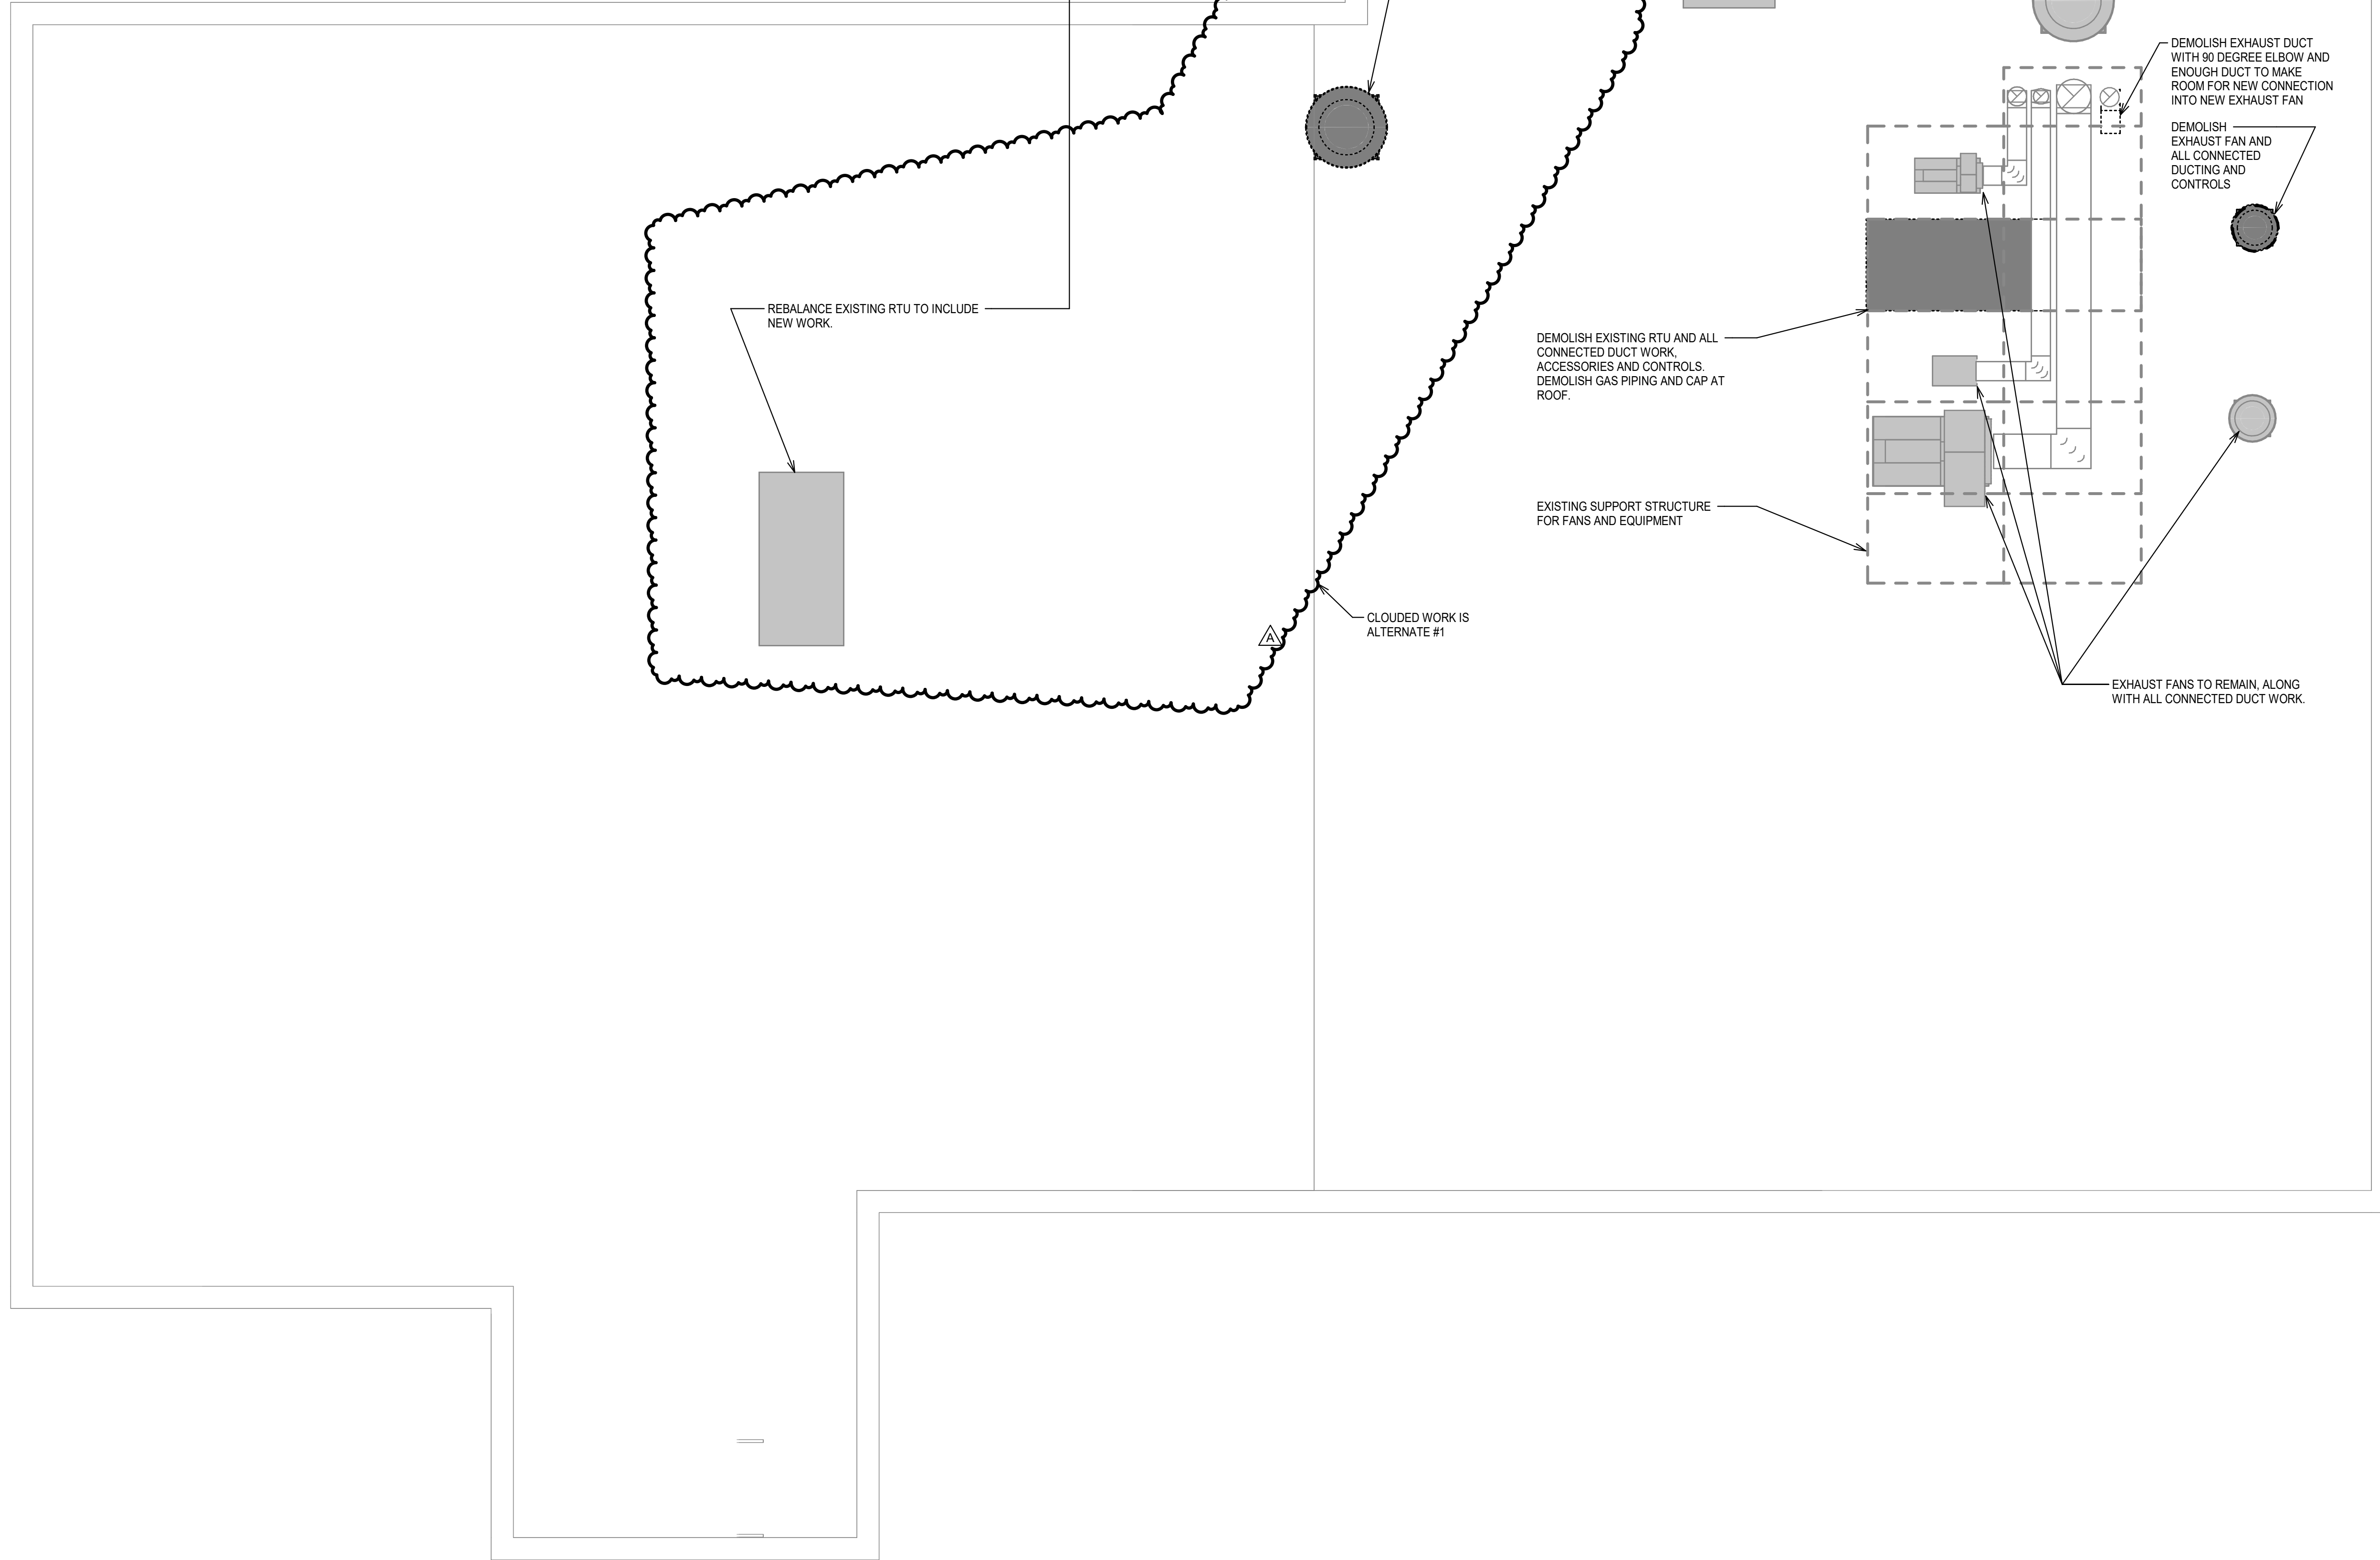 DEMOLISH EXHAUST DUCT
WITH 90 DEGREE ELBOW AND
ENOUGH DUCT TO MAKE
ROOM FOR NEW CONNECTION
INTO NEW EXHAUST FAN
DEMOLISH
EXHAUST FAN AND
ALL CONNECTED
DUCTING AND
CONTROLS
REBALANCE EXISTING RTU TO INCLUDE
NEW WORK.
DEMOLISH EXISTING RTU AND ALL
CONNECTED DUCT WORK,
ACCESSORIES AND CONTROLS.
DEMOLISH GAS PIPING AND CAP AT
ROOF.
EXISTING SUPPORT STRUCTURE
FOR FANS AND EQUIPMENT
CLOUDED WORK IS
ALTERNATE #1
A
EXHAUST FANS TO REMAIN, ALONG
WITH ALL CONNECTED DUCT WORK.